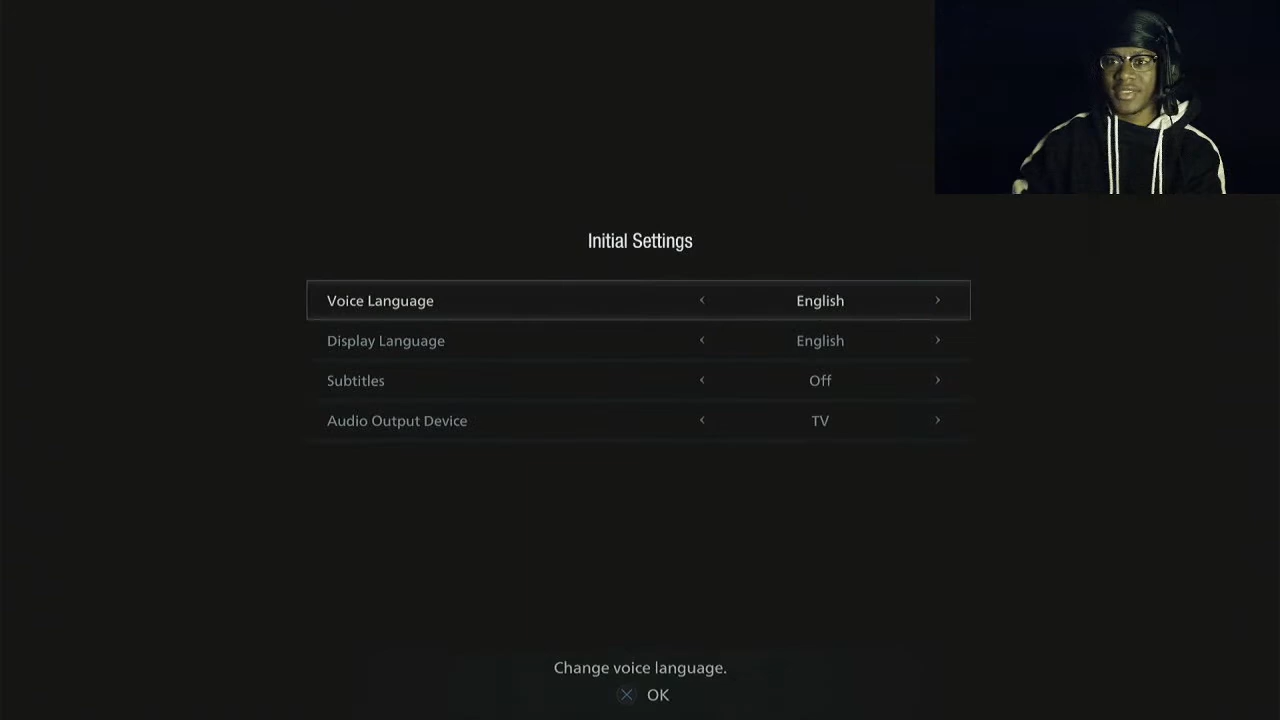 Initial Settings
Voice Language English
Display Language English
Subtitles Off
Audio Output Device TV
Change voice language.
OK